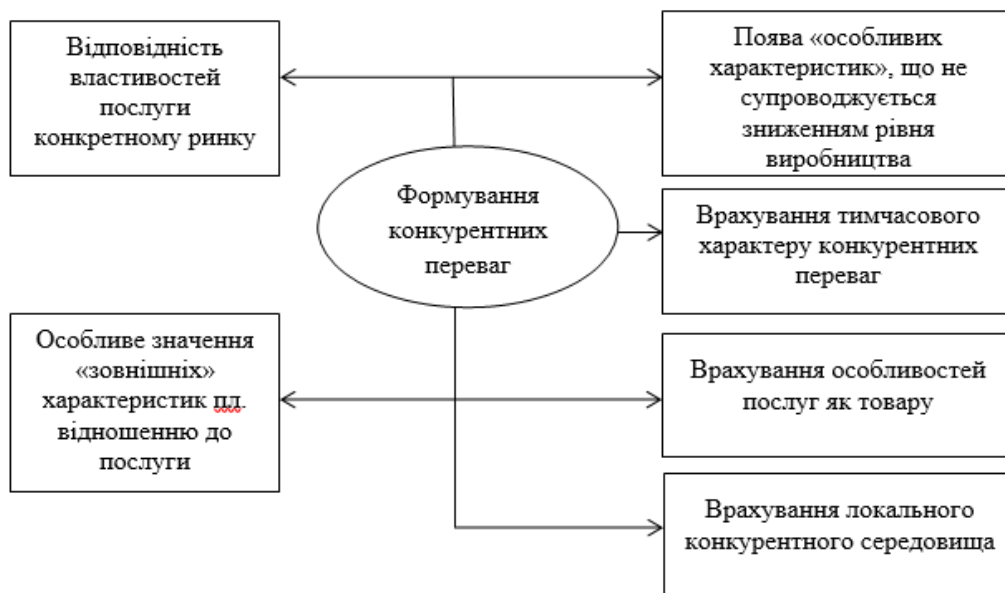 Відповідність
властивостей
послуги
конкретному ринку
Поява «особливих
характеристик», що не
супроводжується
зниженням рівня
виробництва
Формування
конкурентних
переваг
Врахування тимчасового
характеру конкурентних
переваг
Особливе значення
«зовнішніх»
характеристик пл.
відношенню до
послуги
Врахування особливостей
послуг як товару
Врахування локального
конкурентного середовища